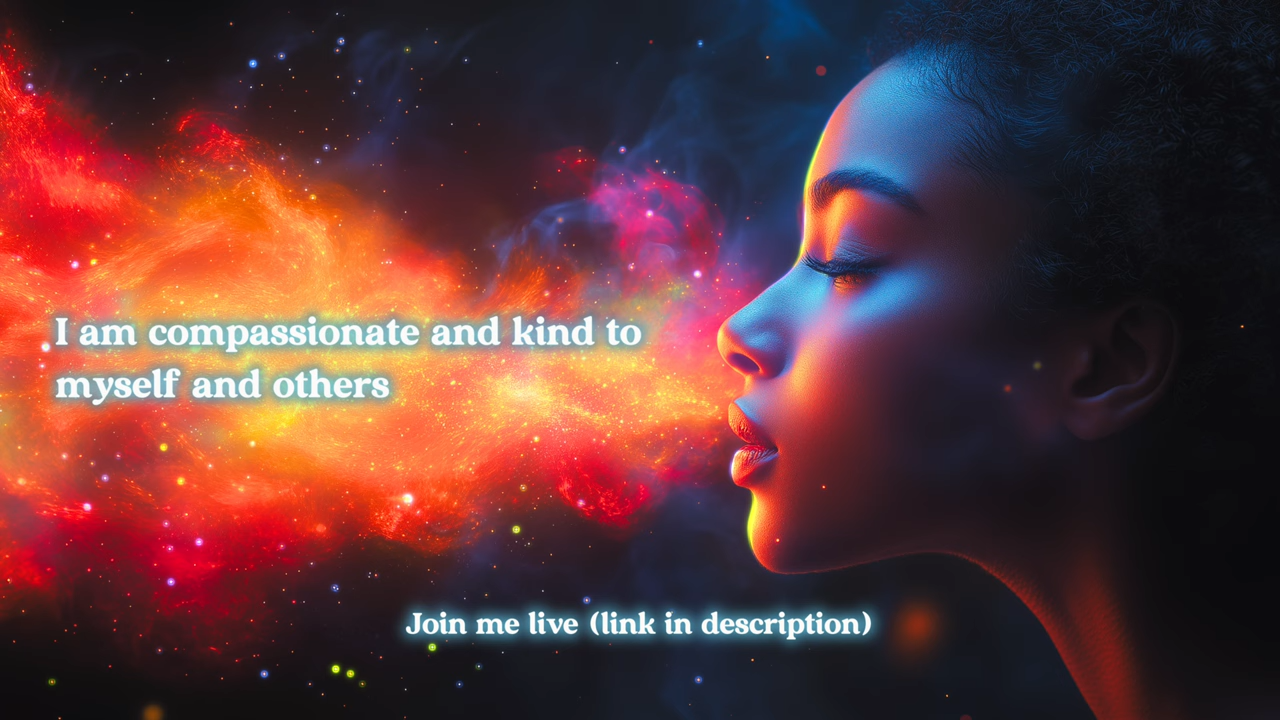 I am compassionate and kind to
myself and others
Join me live (link in description)